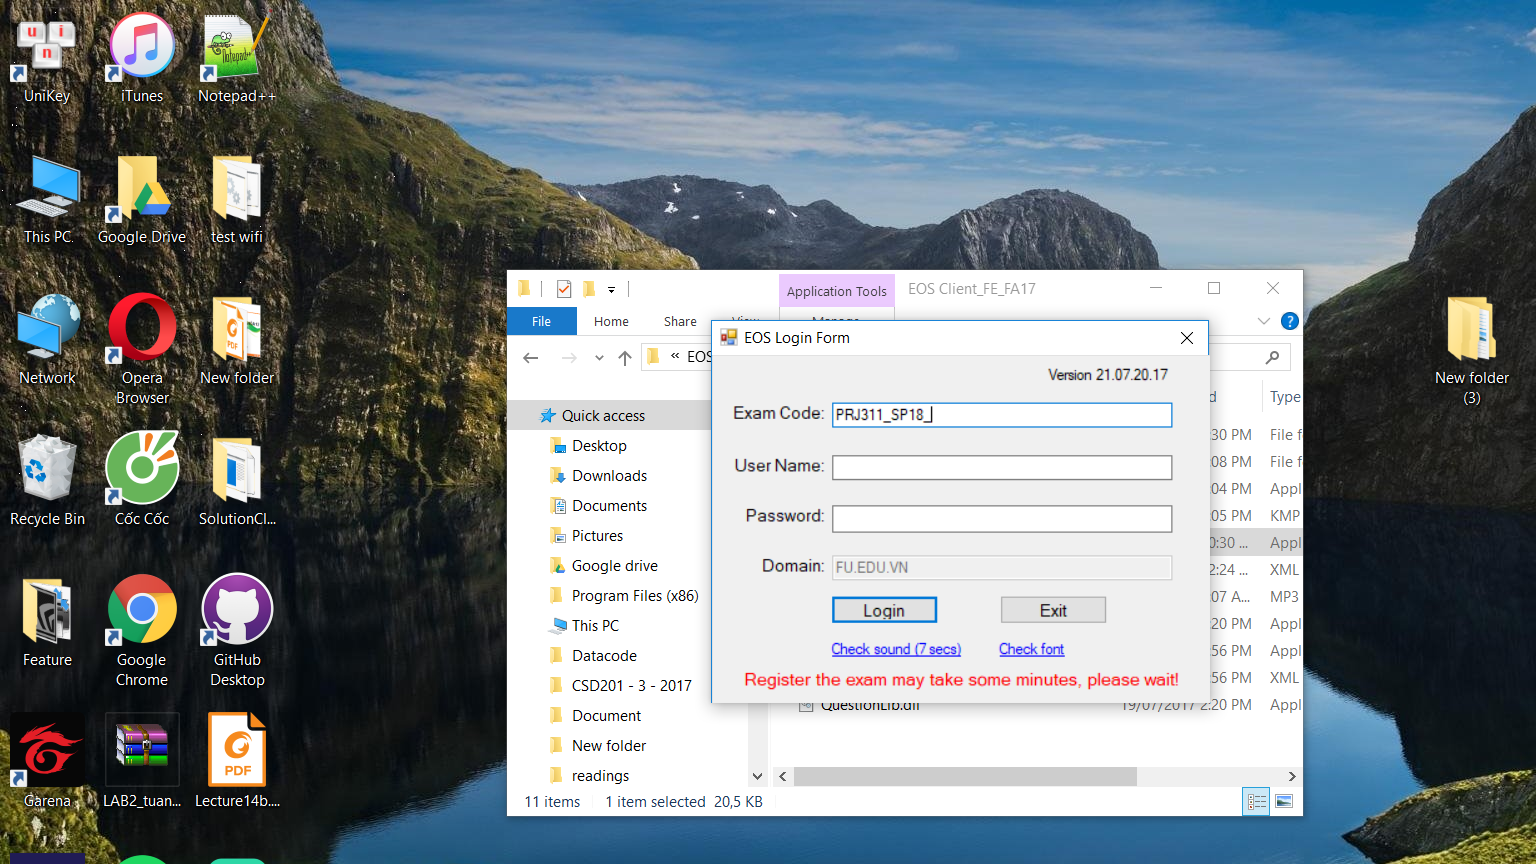 UniKey
iTunes
Notepad++
This PC.
Google Drive
test wifi
Network
Opera
Browser
New folder
Recycle Bin
Cốc Cốc
SolutionCl...
Feature
Google
Chrome
GitHub
Desktop
Garena
LAB2_tuan...
PDF
Lecture14b....
New folder
(3)
Application Tools
EOS Client_FE_FA17
File
Home
Share
View
Manage
« EOS
Quick access
Desktop
Downloads
Documents
Pictures
Google drive
Program Files (x86)
This PC
Datacode
CSD201 - 3 - 2017
Document
New folder
readings
d
Type
:30 PM
File f
:08 PM
File f
:04 PM
Appl
:05 PM
KMP
0:30 ...
Appl
2:24 ...
XML
07 A...
MP3
:20 PM
Appl
:56 PM
Appl
:56 PM
XML
QuestionLib.dll
19/07/2017 2:20 PM
Appl
11 items
1 item selected
20,5 KB
EOS Login Form
Version 21.07.20.17
Exam Code:
PRJ311_SP18_
User Name:
Password:
Domain:
FU.EDU.VN
Login
Exit
Check sound (7 secs)
Check font
Register the exam may take some minutes, please wait!